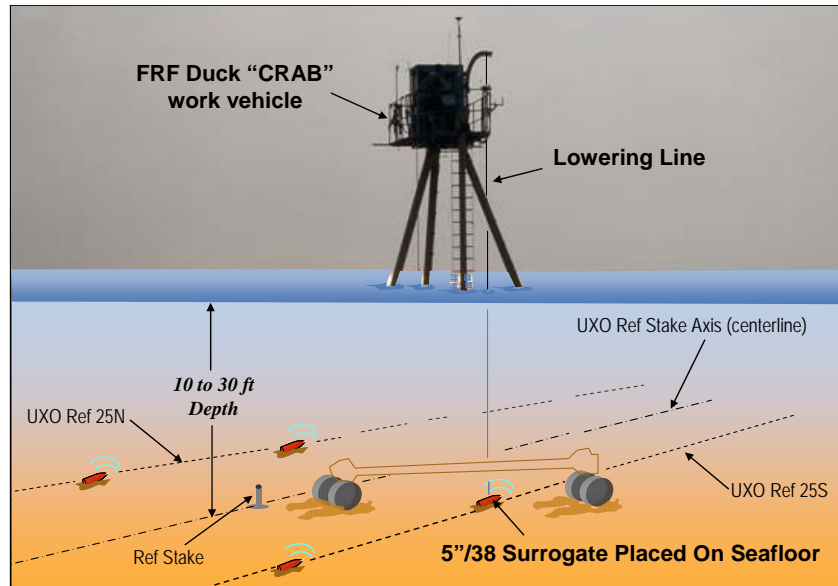 FRF Duck “CRAB”
work vehicle
Lowering Line
UXO Ref Stake Axis (centerline)
10 to 30 ft
Depth
UXO Ref 25N
UXO Ref 25S
Ref Stake
5”/38 Surrogate Placed On Seafloor